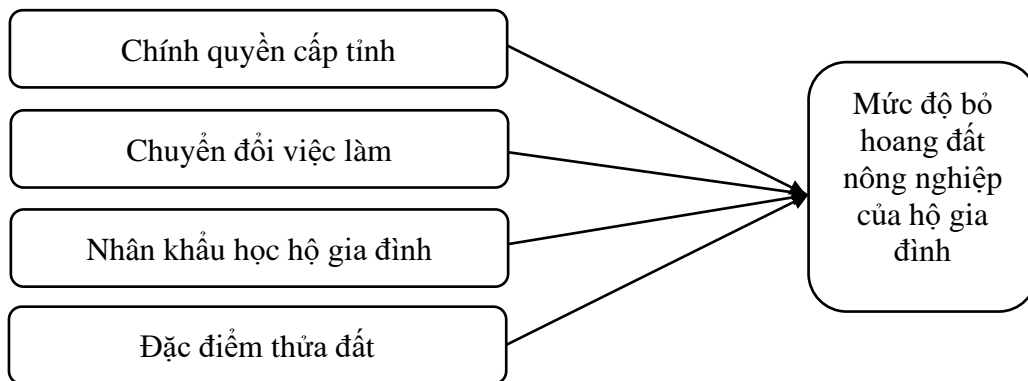 Chính quyền cấp tỉnh
Chuyển đổi việc làm
Nhân khẩu học hộ gia đình
Đặc điểm thửa đất
Mức độ bỏ
hoang đất
nông nghiệp
của hộ gia
đình